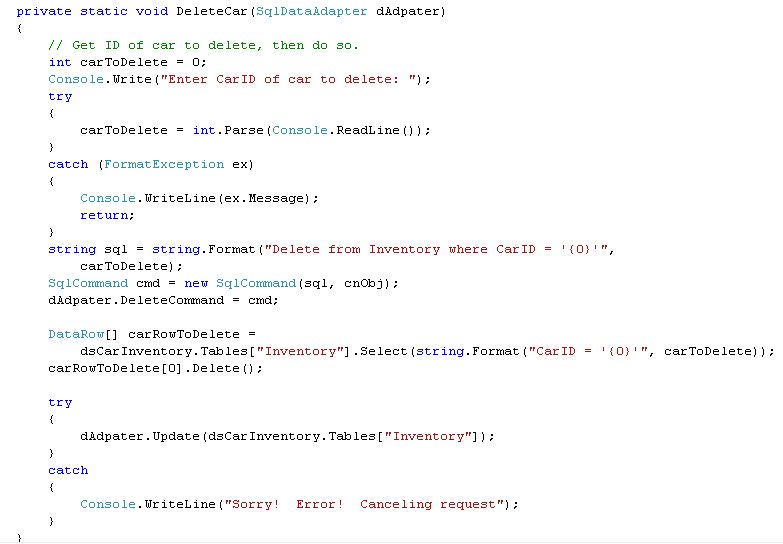 private static void DeleteCar(SqlDataAdapter dAdpater)
{
    // Get ID of car to delete, then do so.
    int carToDelete = 0;
    Console.Write("Enter CarID of car to delete: ");
    try
    {
        carToDelete = int.Parse(Console.ReadLine());
    }
    catch (FormatException ex)
    {
        Console.WriteLine(ex.Message);
        return;
    }
    string sql = string.Format("Delete from Inventory where CarID = '{0}'",
        carToDelete);
    SqlCommand cmd = new SqlCommand(sql, cnObj);
    dAdpater.DeleteCommand = cmd;

    DataRow[] carRowToDelete =
        dsCarInventory.Tables["Inventory"].Select(string.Format("CarID = '{0}'", carToDelete));
    carRowToDelete[0].Delete();

    try
    {
        dAdpater.Update(dsCarInventory.Tables["Inventory"]);
    }
    catch
    {
        Console.WriteLine("Sorry!  Error!  Canceling request");
    }
}